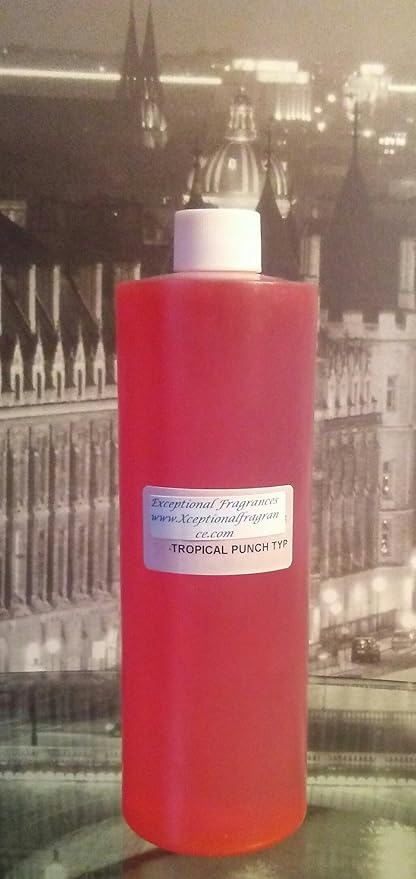 Exceptional Fragrances
www.Xceptionalfragran
ce.com
-TROPICAL PUNCH TYP